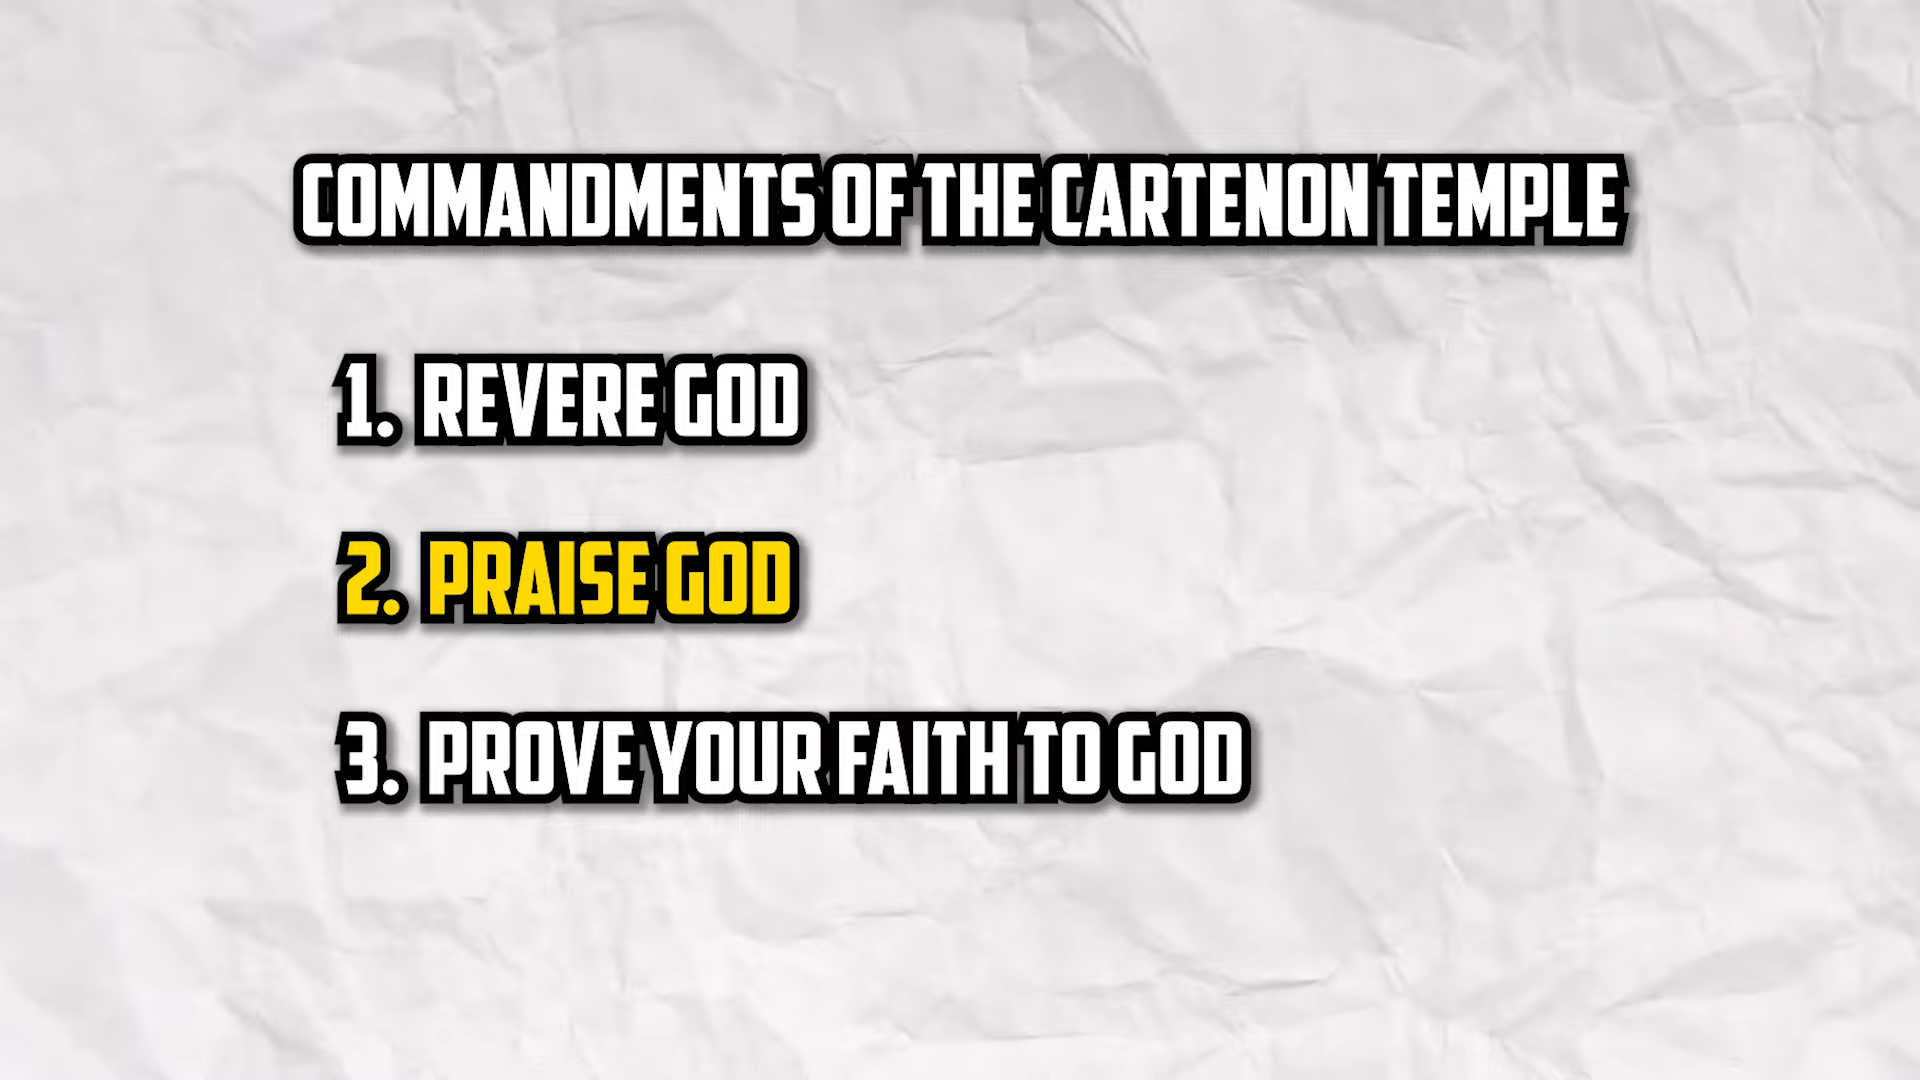 COMMANDMENTS OF THE CARTENON TEMPLE
1. REVERE GOD
2. PRAISE GOD
3. PROVE YOUR FAITH TO GOD